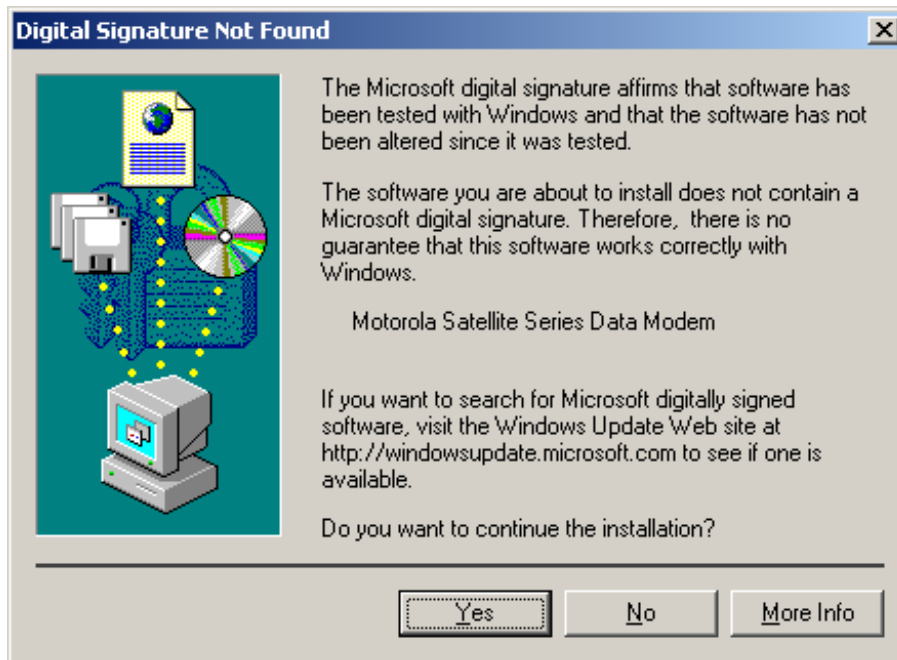 Digital Signature Not Found
The Microsoft digital signature affirms that software has
been tested with Windows and that the software has not
been altered since it was tested.
The software you are about to install does not contain a
Microsoft digital signature. Therefore,  there is no
guarantee that this software works correctly with
Windows.
Motorola Satellite Series Data Modem
If you want to search for Microsoft digitally signed
software, visit the Windows Update Web site at
http://windowsupdate.microsoft.com to see if one is
available.
Do you want to continue the installation?
Yes
No
More Info